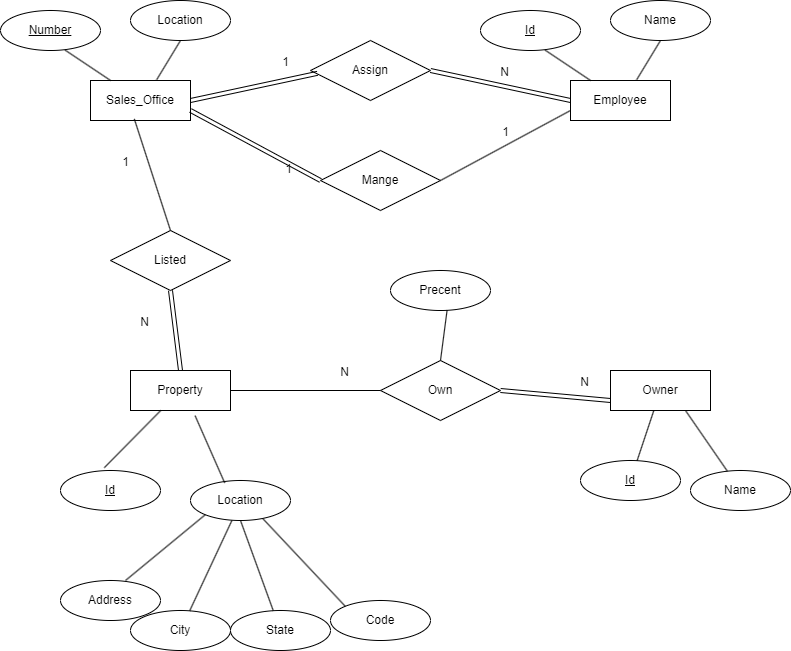 Number
Location
Id
Name
1
Assign
N
Sales_Office
Employee
1
1
Mange
1
Listed
N
Precent
N
N
Property
Own
Owner
Id
Location
Id
Name
Address
City
State
Code